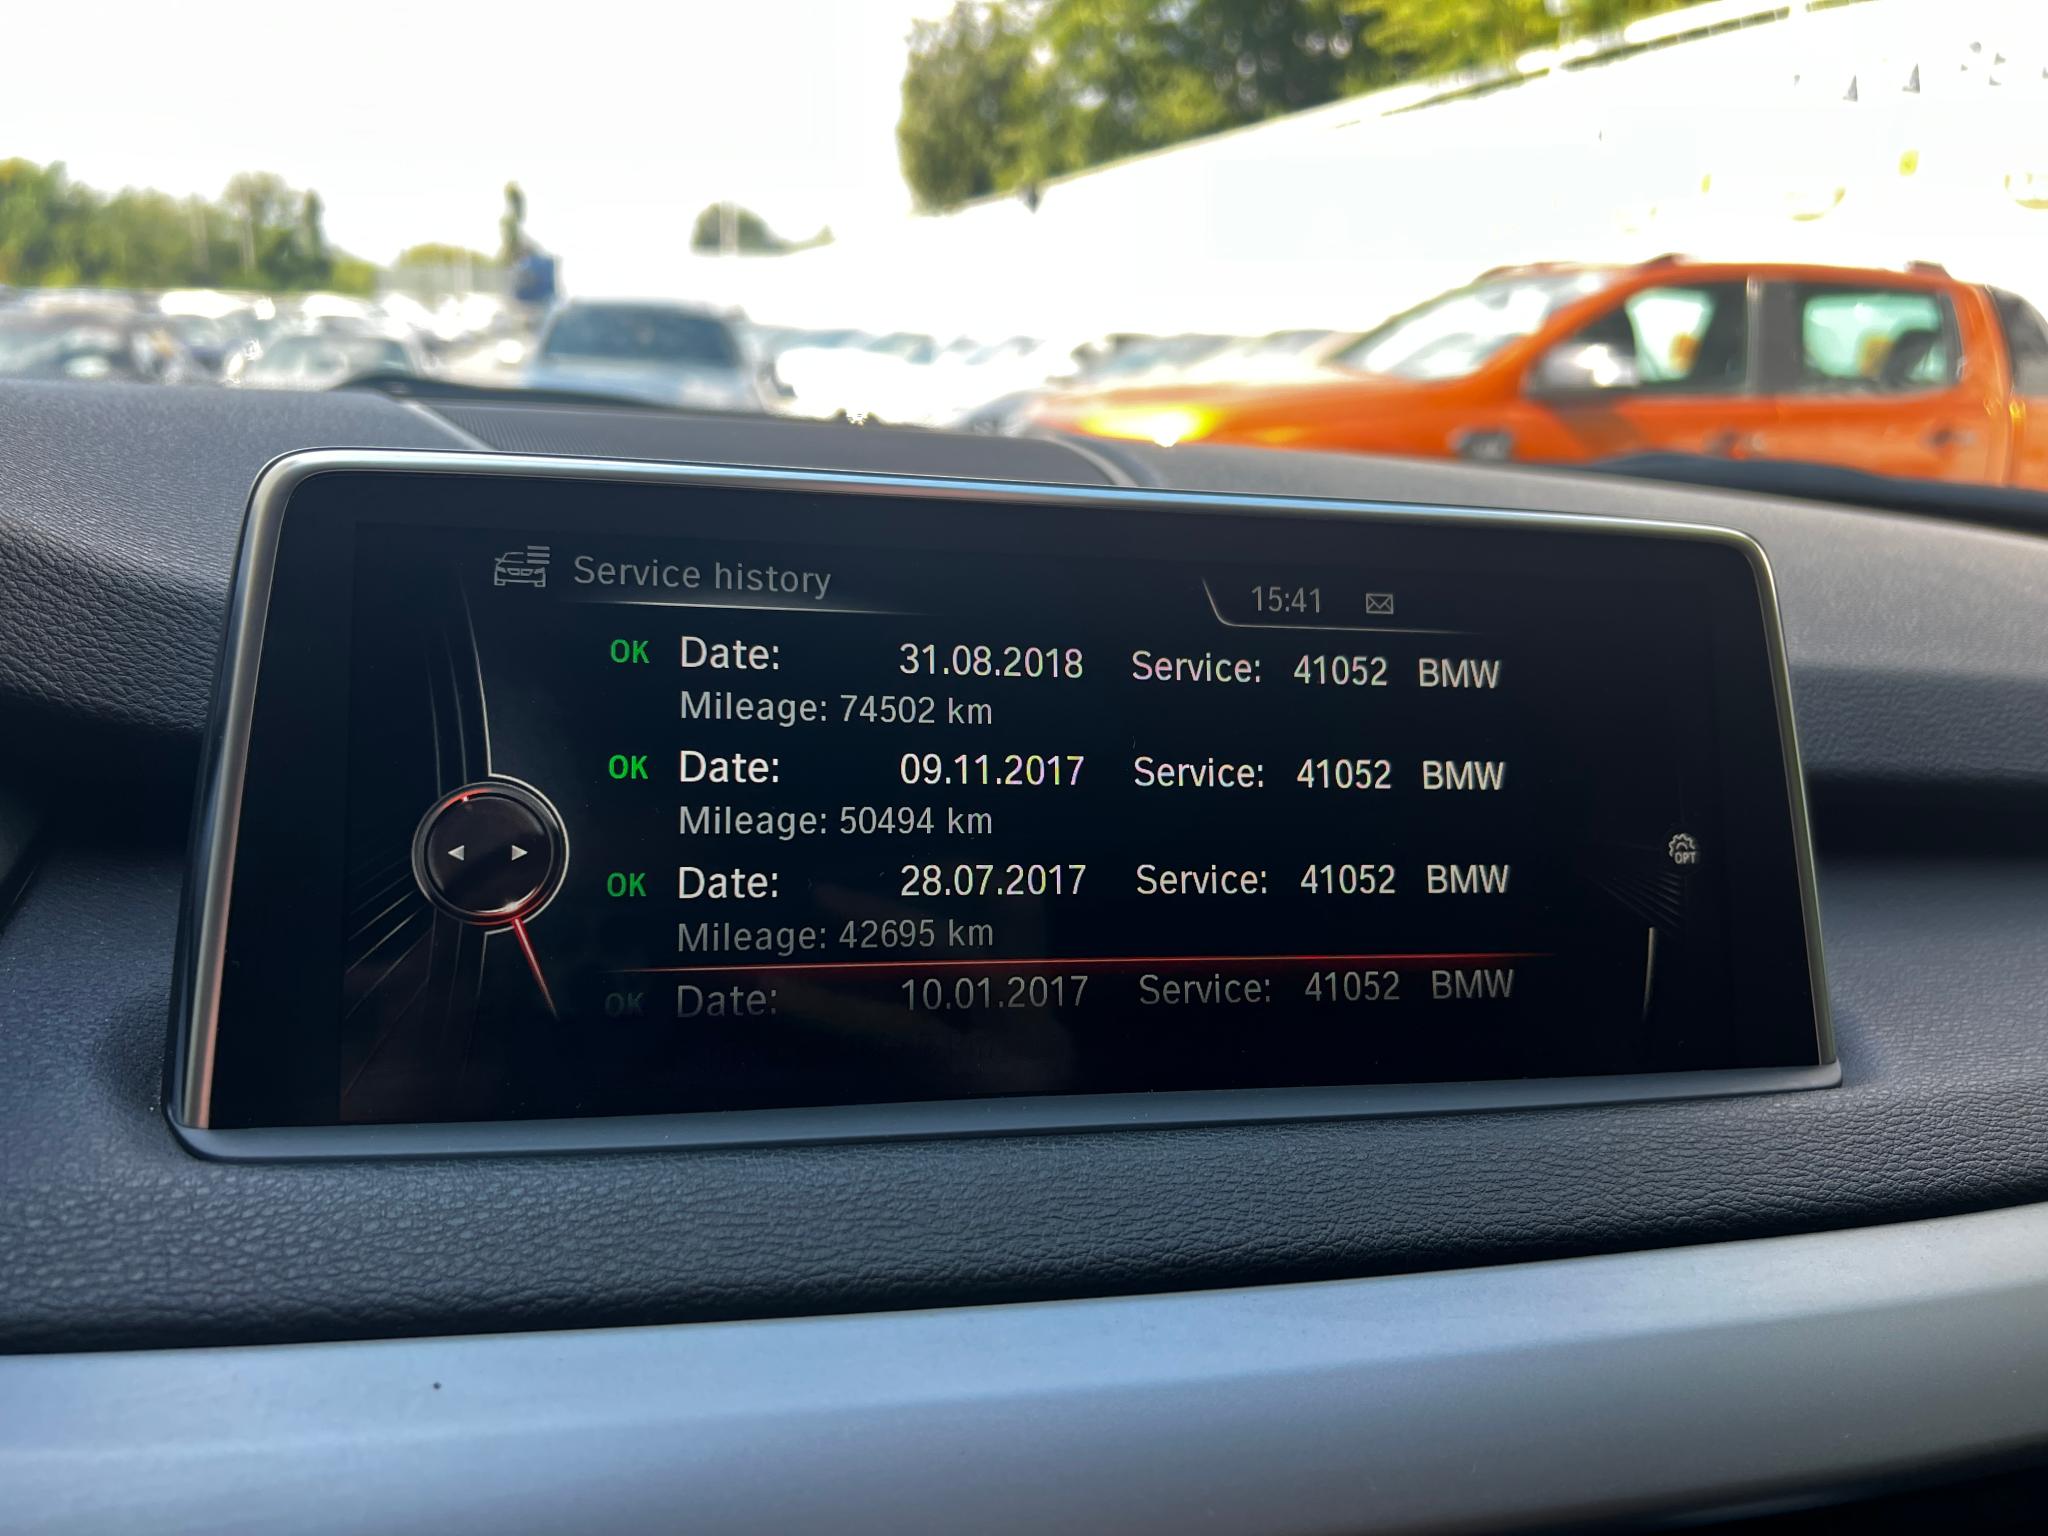 Service history
15:41
OK Date: 31.08.2018 Service: 41052 BMW
Mileage: 74502 km
OK Date: 09.11.2017 Service: 41052 BMW
Mileage: 50494 km
OK Date: 28.07.2017 Service: 41052 BMW
Mileage: 42695 km
OPT
OK Date: 10.01.2017 Service: 41052 BMW